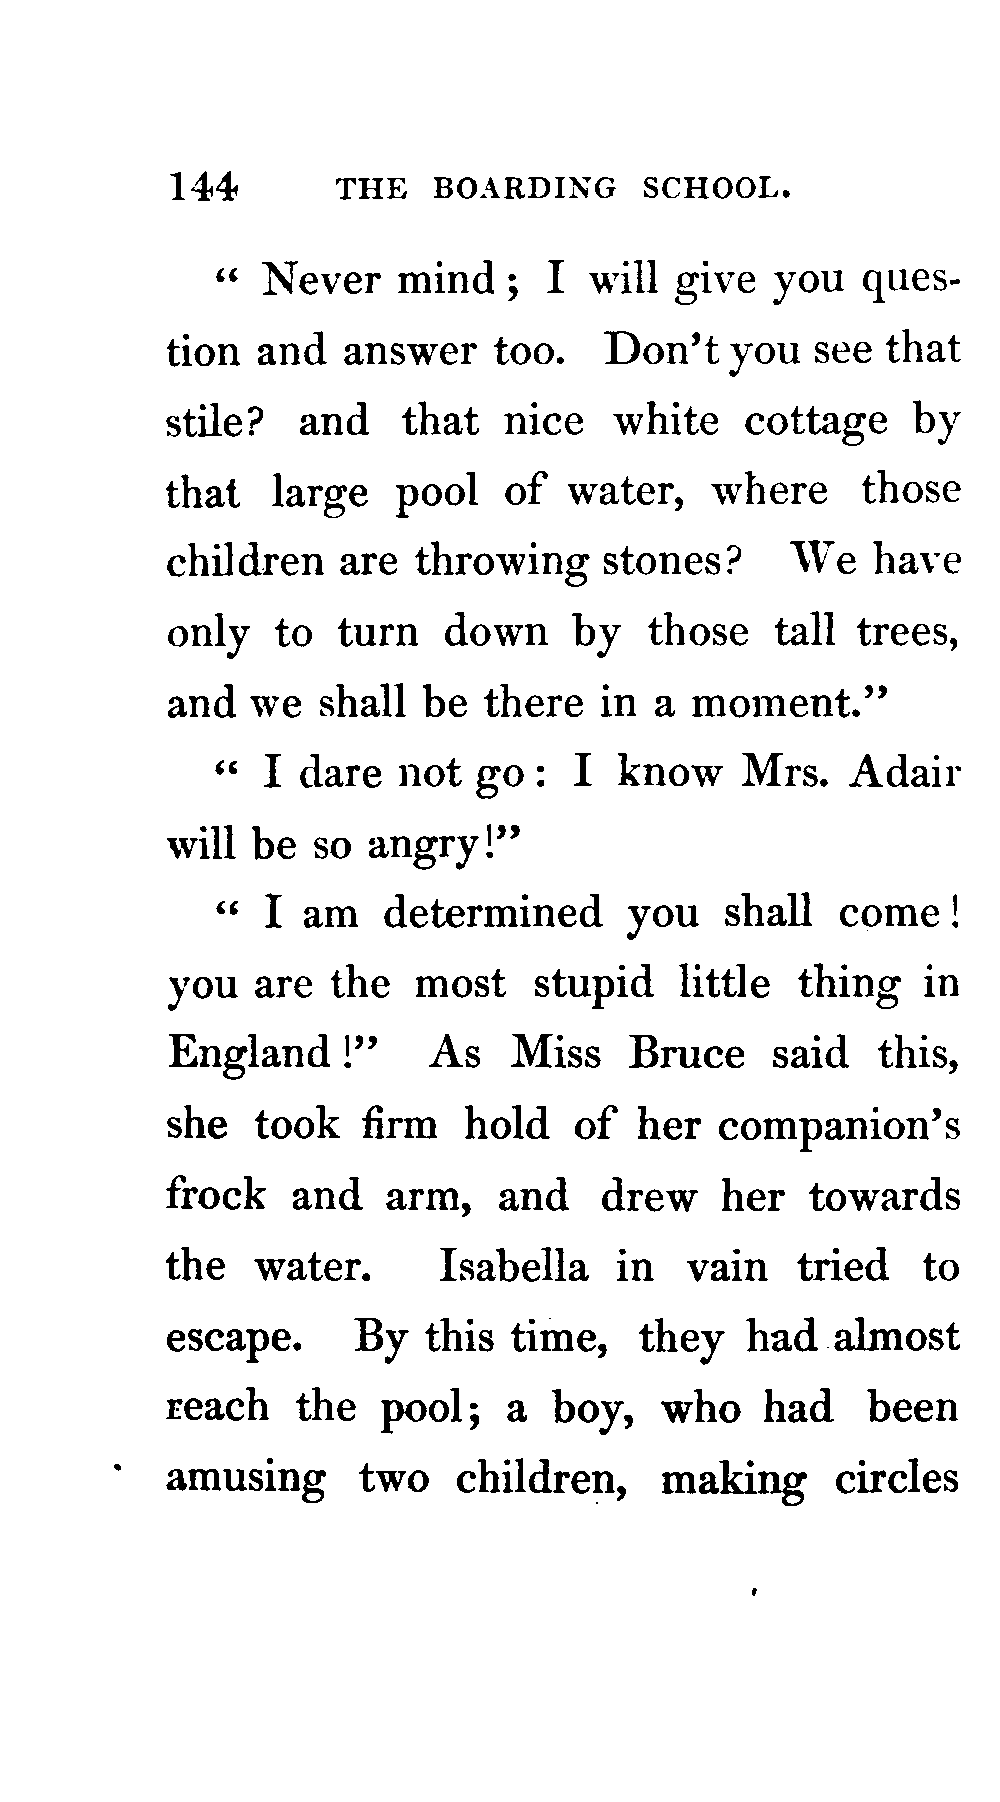 144 THE BOARDING SCHOOL.
“ Never mind ; I will give you ques-
tion and answer too. Don’t you see that
stile? and that nice white cottage by
that large pool of water, where those
children are throwing stones? We have
only to turn down by those tall trees,
and we shall be there in a moment.”
“ I dare not go : I know Mrs. Adair
will be so angry!”
“ I am determined you shall come !
you are the most stupid little thing in
England !” As Miss Bruce said this,
she took firm hold of her companion’s
frock and arm, and drew her towards
the water. Isabella in vain tried to
escape. By this time, they had almost
reach the pool; a boy, who had been
amusing two children, making circles